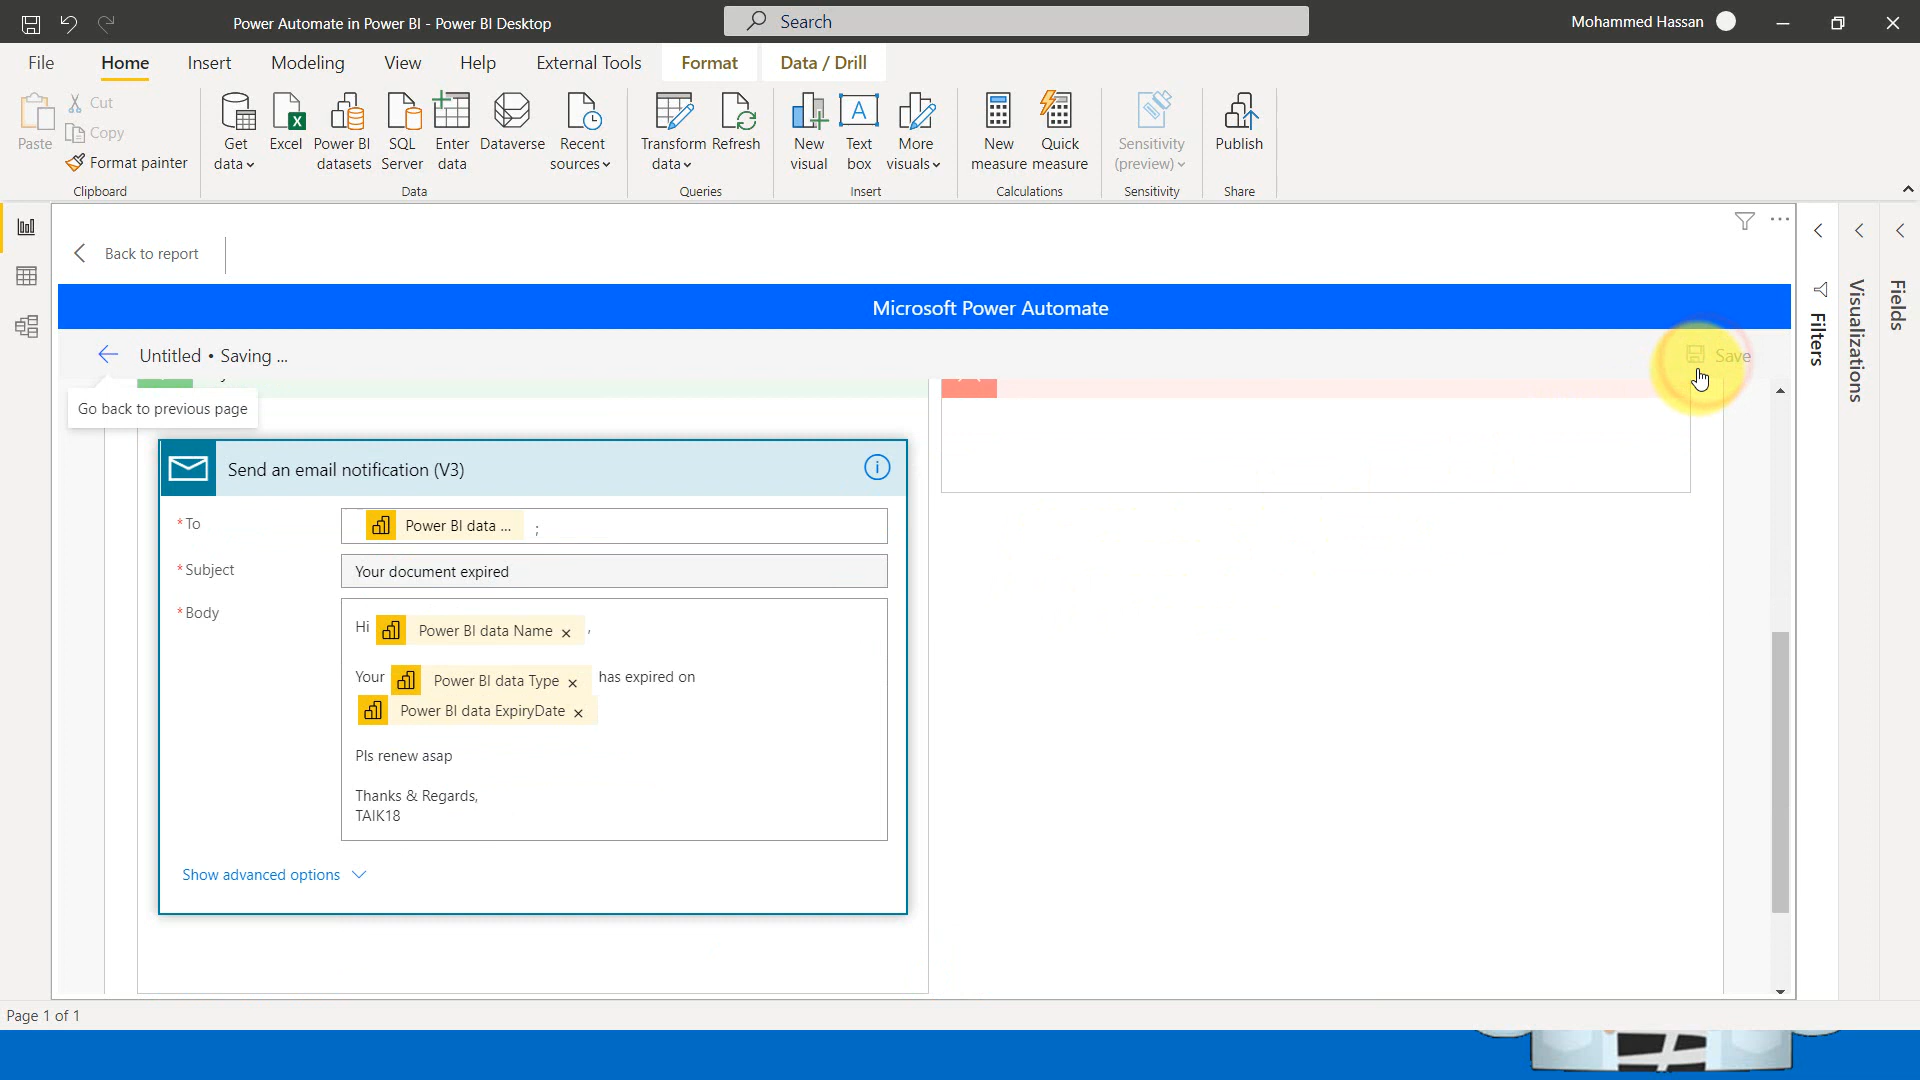 Power Automate in Power BI - Power BI Desktop
Search
Mohammed Hassan
File
Home
Insert
Modeling
View
Help
External Tools
Format
Data / Drill
Paste
Cut
Copy
Format painter
Clipboard
Get data
Excel
Power BI datasets
SQL Server
Enter data
Dataverse
Recent sources
Data
Transform data
Refresh
Queries
New visual
Text box
More visuals
Insert
New measure
Quick measure
Calculations
Sensitivity (preview)
Sensitivity
Publish
Share
Back to report
Microsoft Power Automate
Untitled • Saving ...
Save
Go back to previous page
Send an email notification (V3)
* To
Power BI data ... ;
* Subject
Your document expired
* Body
Hi Power BI data Name × ,
Your Power BI data Type × has expired on
Power BI data ExpiryDate ×
Pls renew asap
Thanks & Regards,
TAIK18
Show advanced options
Filters
Visualizations
Fields
Page 1 of 1